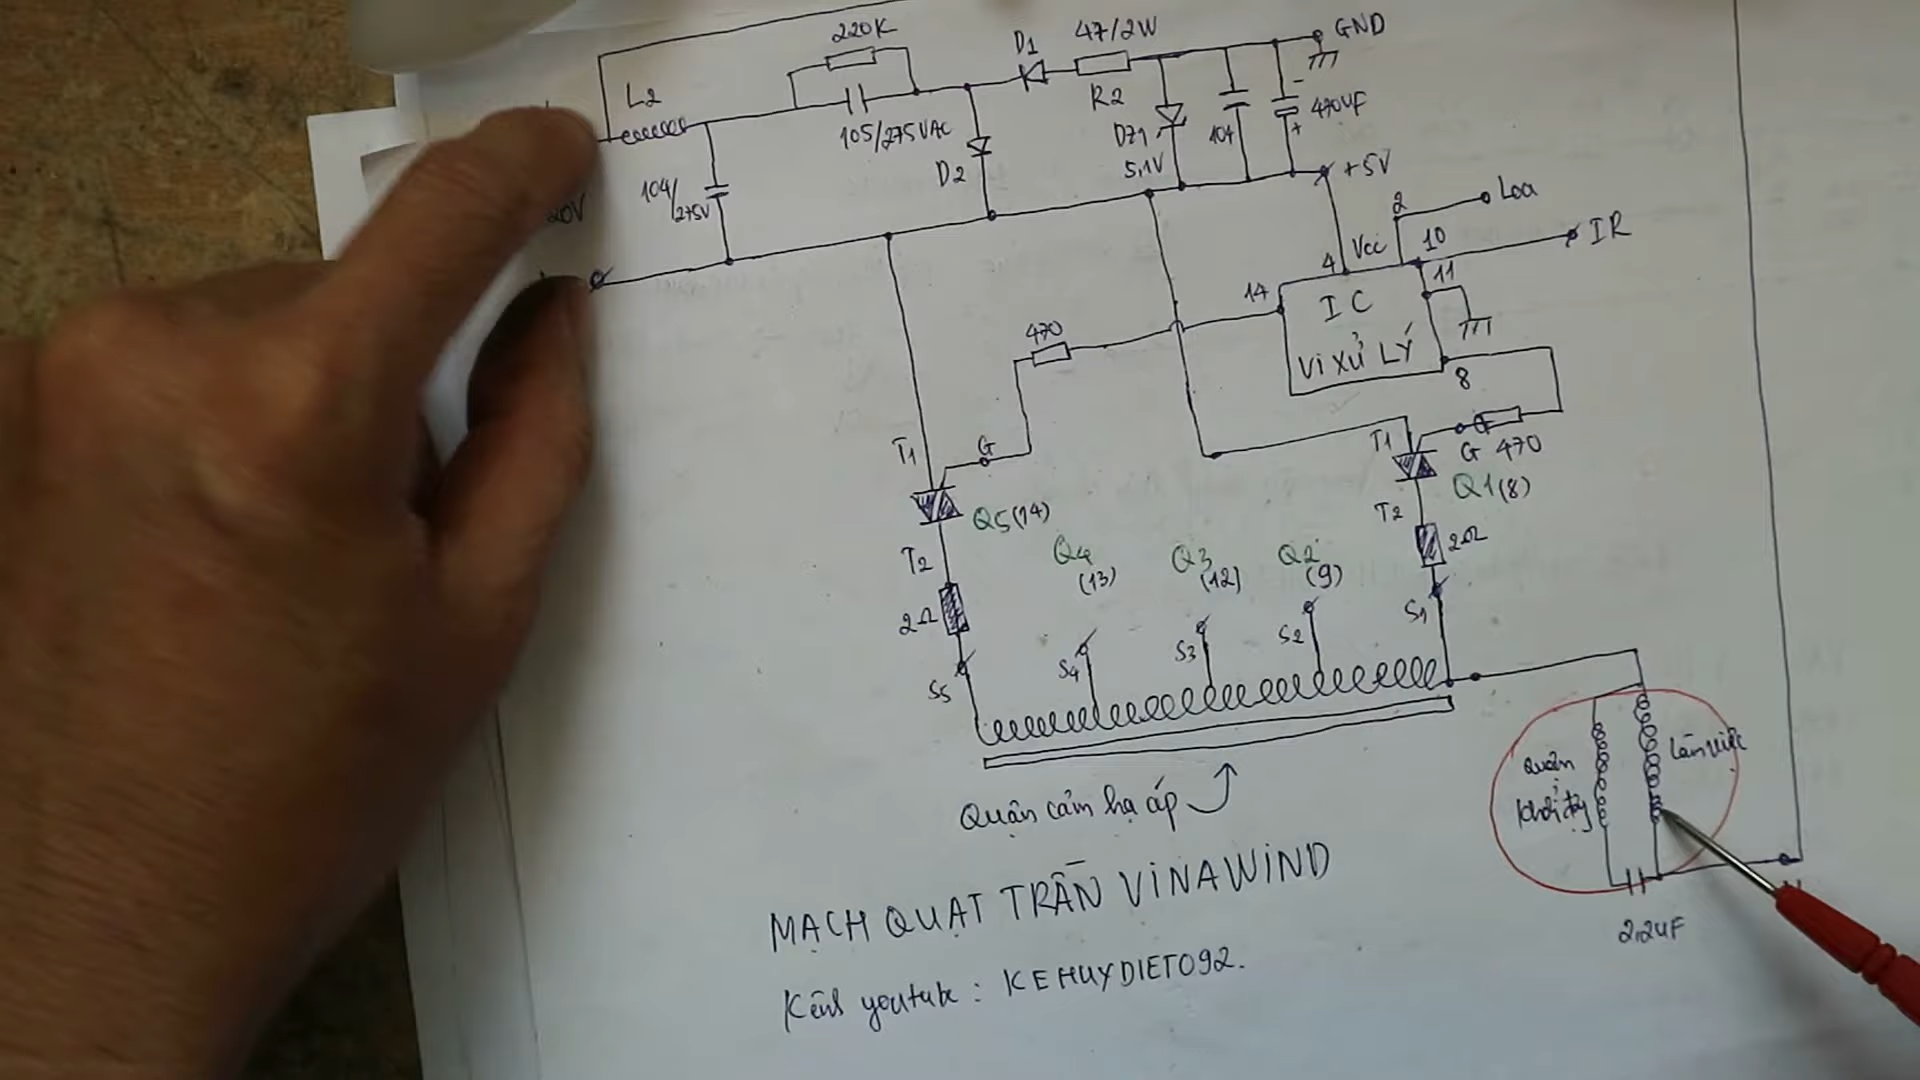 220K
D1
47/2W
GND
L2
105/275VAC
R2
DZ1
5,1V
104
-
470UF
+
D2
104/
275V
20V
+5V
2
Loa
Vcc
10
IR
4
11
14
IC
VI XỬ LÝ
8
470
T1
G
Q5(14)
T1
G 470
Q1(8)
T2
2Ω
T2
2Ω
Q4
(13)
Q3
(12)
Q2
(9)
S5
S4
S3
S2
S1
Quận cảm hạ áp
Quận
khởi động
Làm việc
2,2UF
MẠCH QUẠT TRẦN VINAWIND
Kênh youtube : KEHUYDIET092.